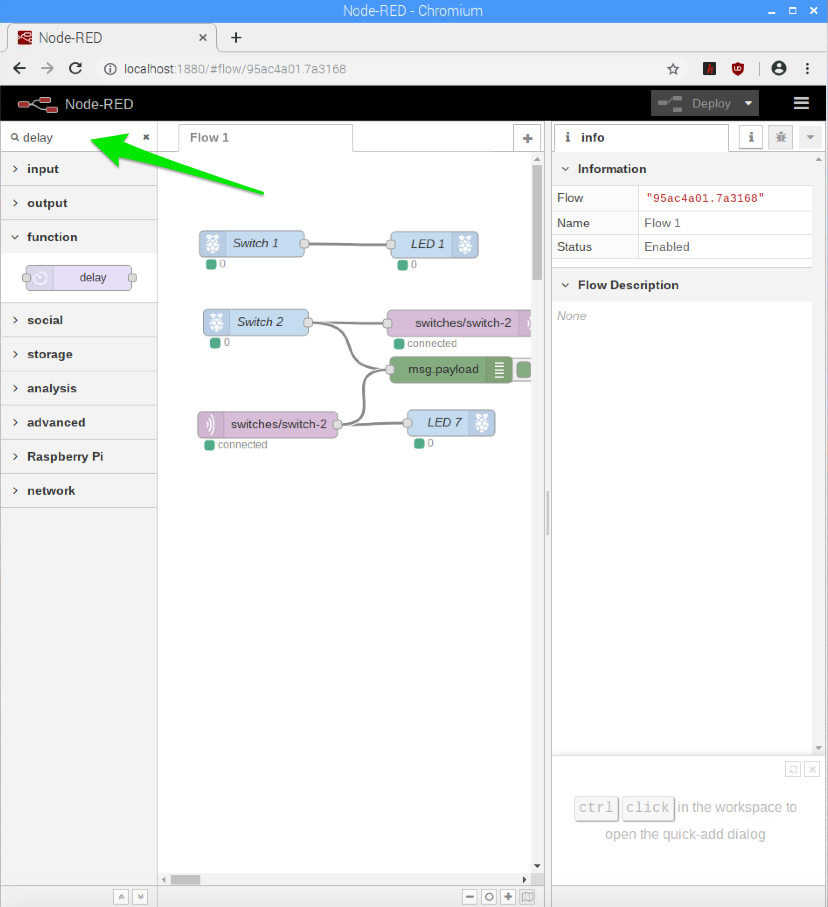 Node-RED - Chromium
Node-RED
localhost:1880/#flow/95ac4a01.7a3168
Node-RED
Deploy
delay
input
output
function
delay
social
storage
analysis
advanced
Raspberry Pi
network
Flow 1
Switch 1
0
LED 1
0
Switch 2
0
switches/switch-2
connected
msg.payload
switches/switch-2
connected
LED 7
0
i info
i
Information
Flow "95ac4a01.7a3168"
Name Flow 1
Status Enabled
Flow Description
None
ctrl click in the workspace to
open the quick-add dialog